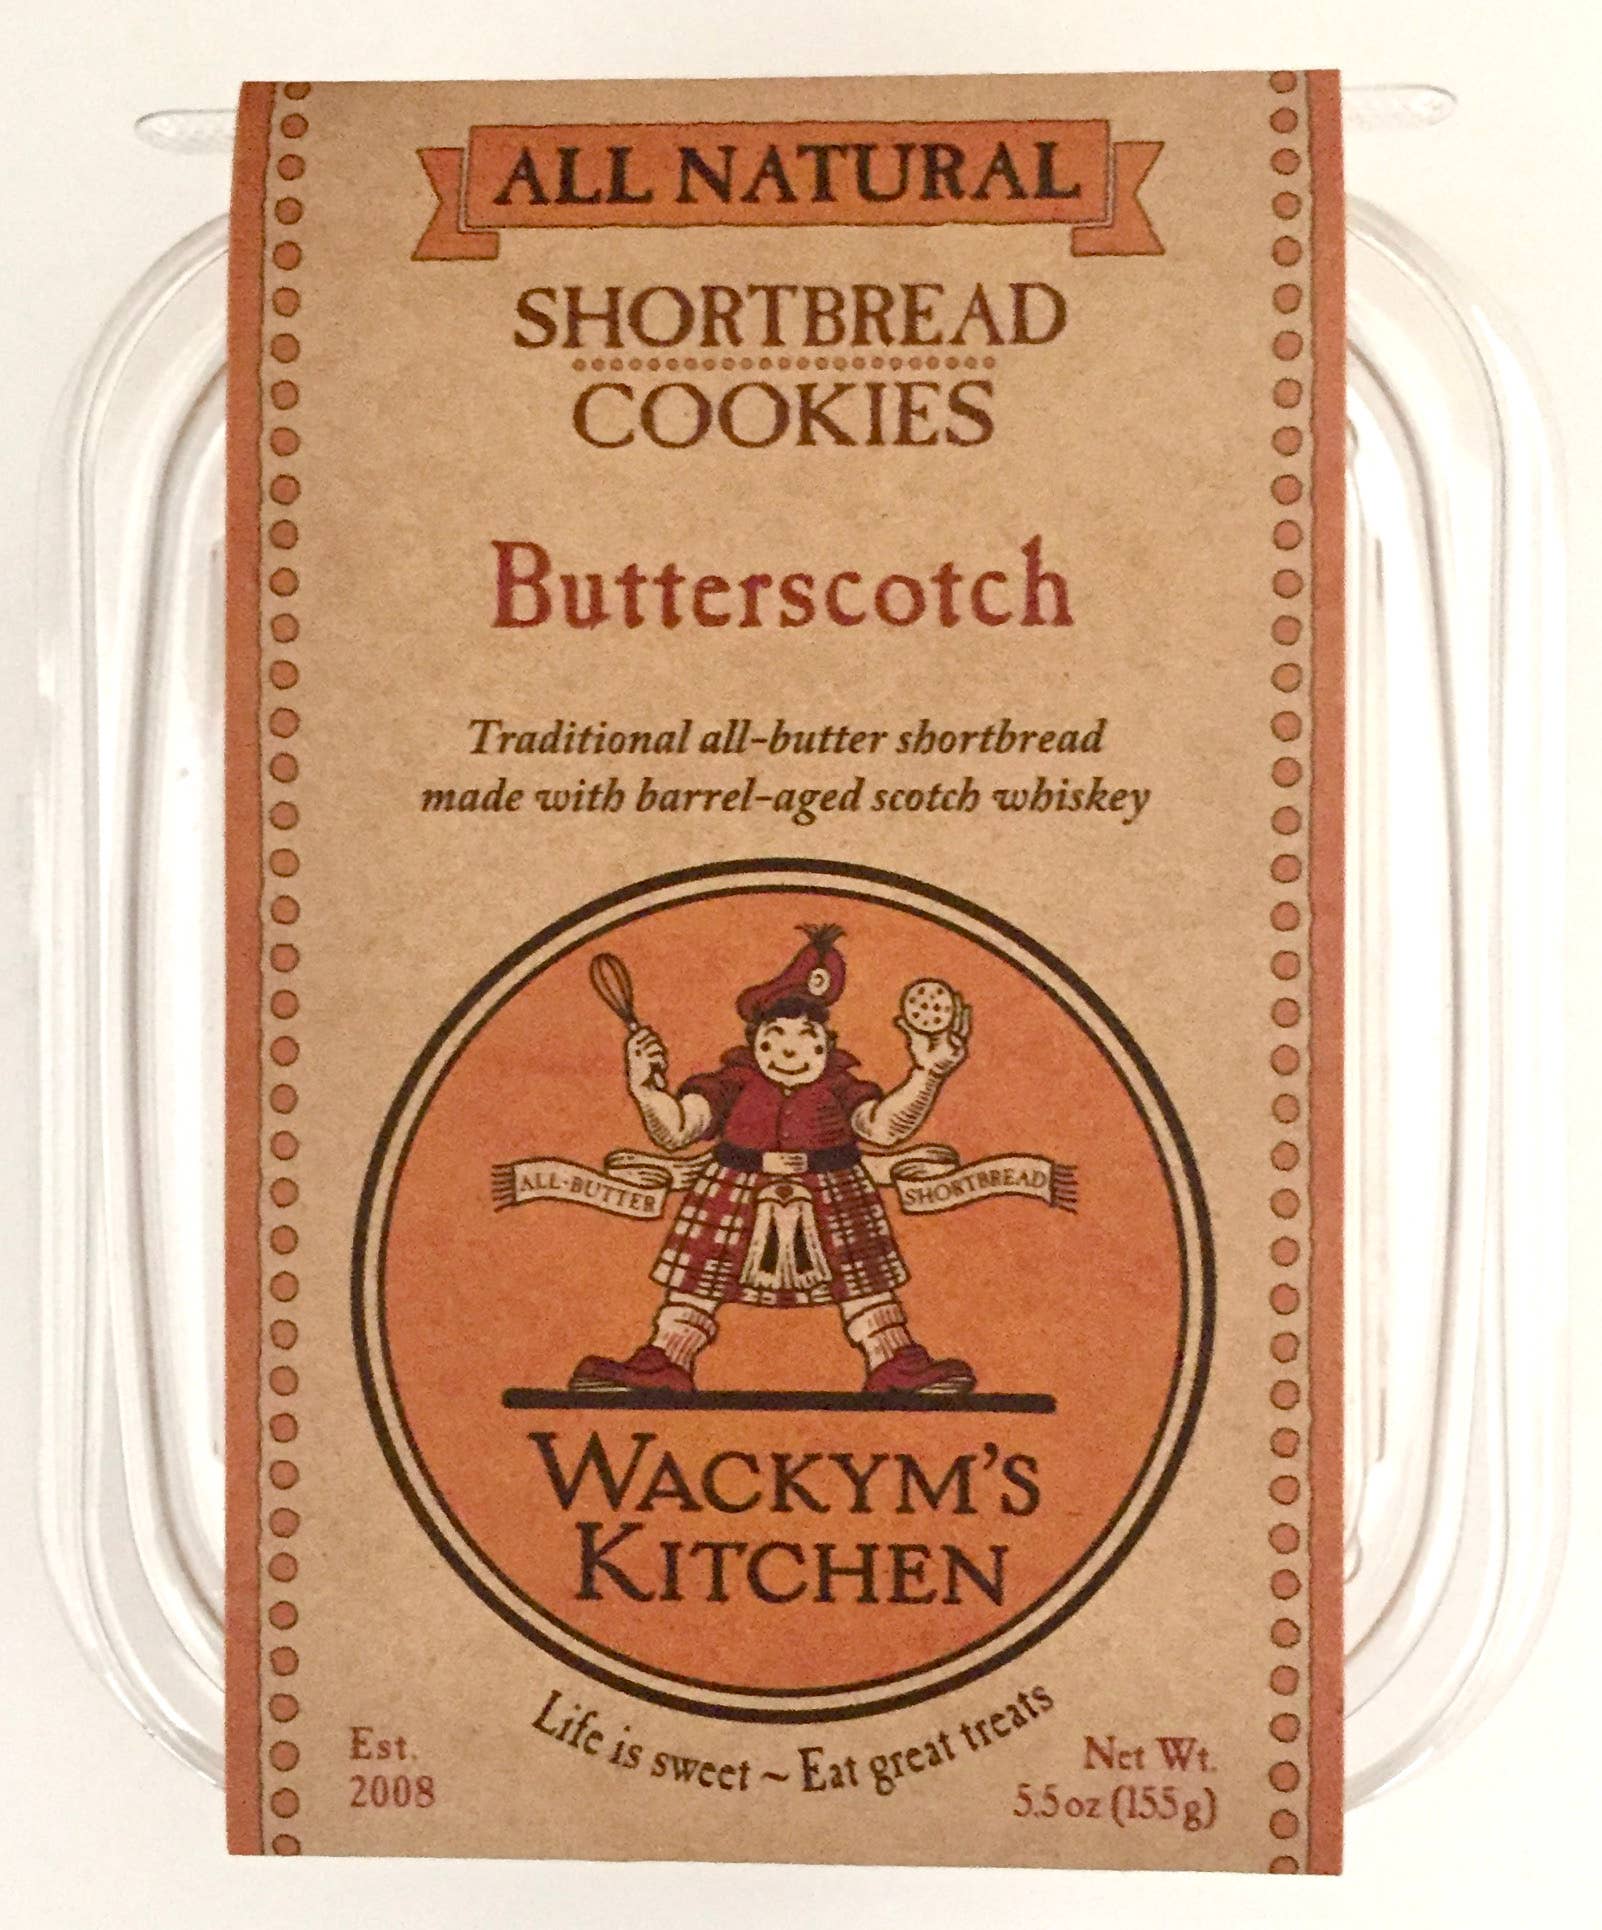 ALL NATURAL
SHORTBREAD
COOKIES
Butterscotch
Traditional all-butter shortbread
made with barrel-aged scotch whiskey
ALL-BUTTER
SHORTBREAD
WACKYM'S
KITCHEN
Life is sweet ~ Eat great treats
Est.
2008
Net Wt.
5.5 oz (155 g)